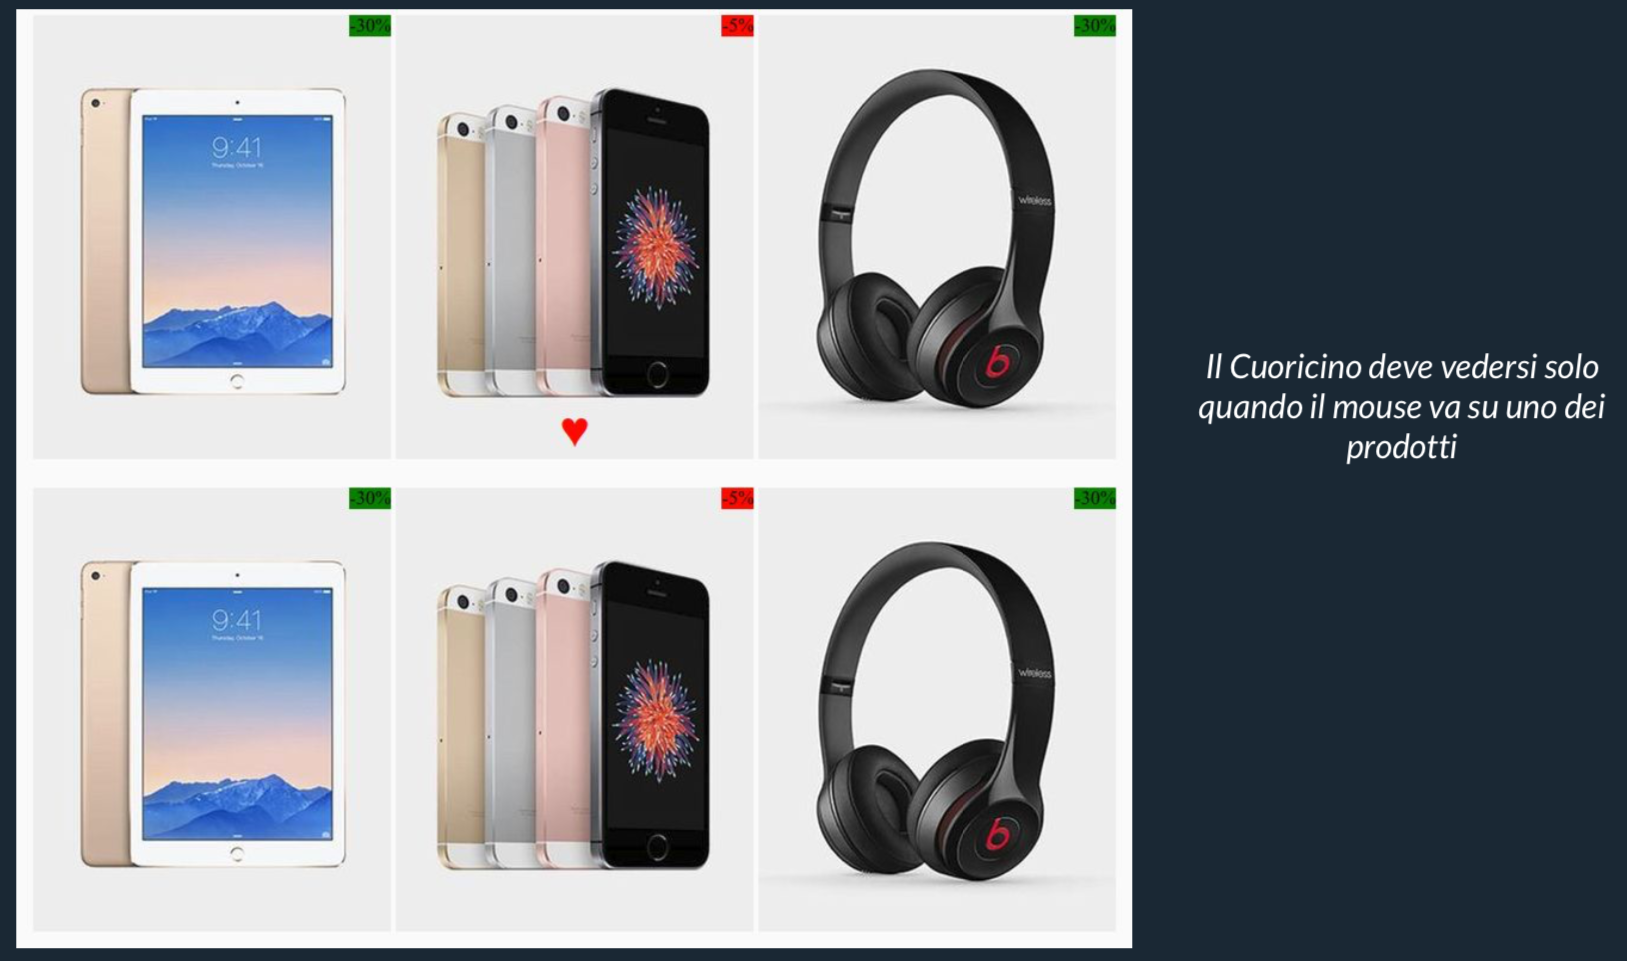 -30%
-5%
-30%
9:41
wireless
b
Il Cuoricino deve vedersi solo
quando il mouse va su uno dei
prodotti
-30%
-5%
-30%
9:41
wireless
b